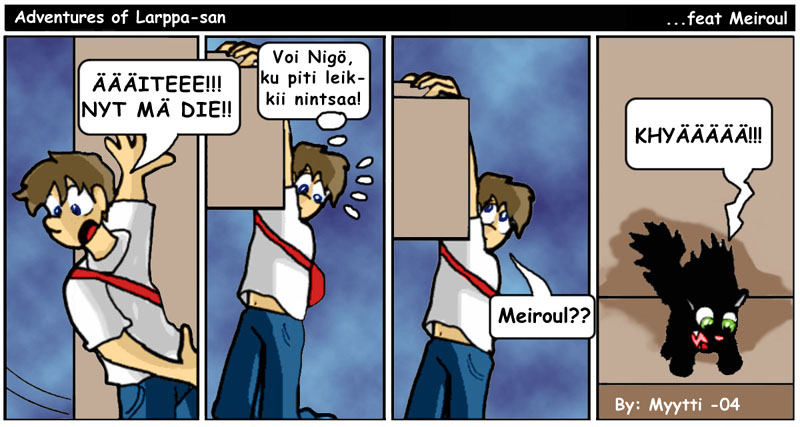 Adventures of Larppa-san
...feat Meiroul
ÄÄÄITEEE!!!
NYT MÄ DIE!!
Voi Nigö,
ku piti leik-
kii nintsaa!
Meiroul??
KHYÄÄÄÄÄ!!!
By: Myytti -04